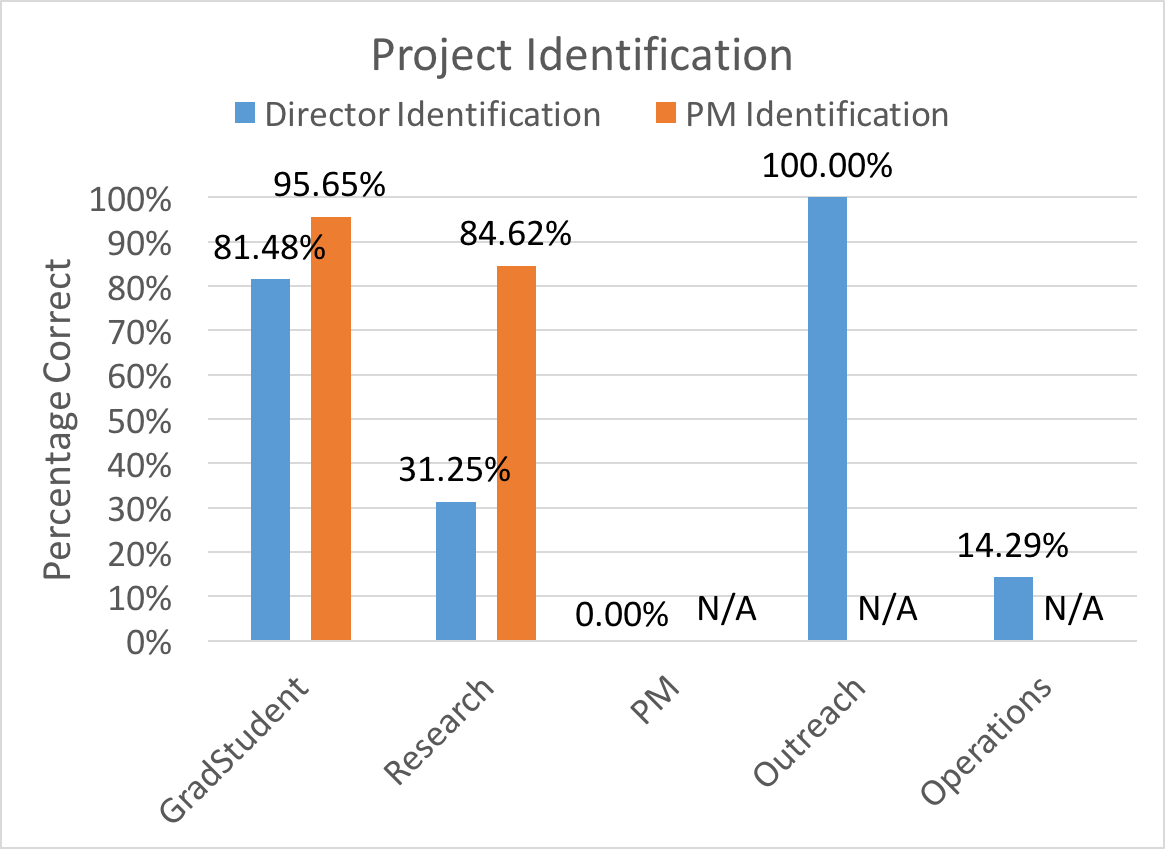 Project Identification
Director Identification PM Identification
100.00%
95.65%
84.62%
81.48%
31.25%
14.29%
0.00% N/A N/A N/A
100%
90%
80%
70%
60%
50%
40%
30%
20%
10%
0%
Percentage Correct
GradStudent
Research
PM
Outreach
Operations